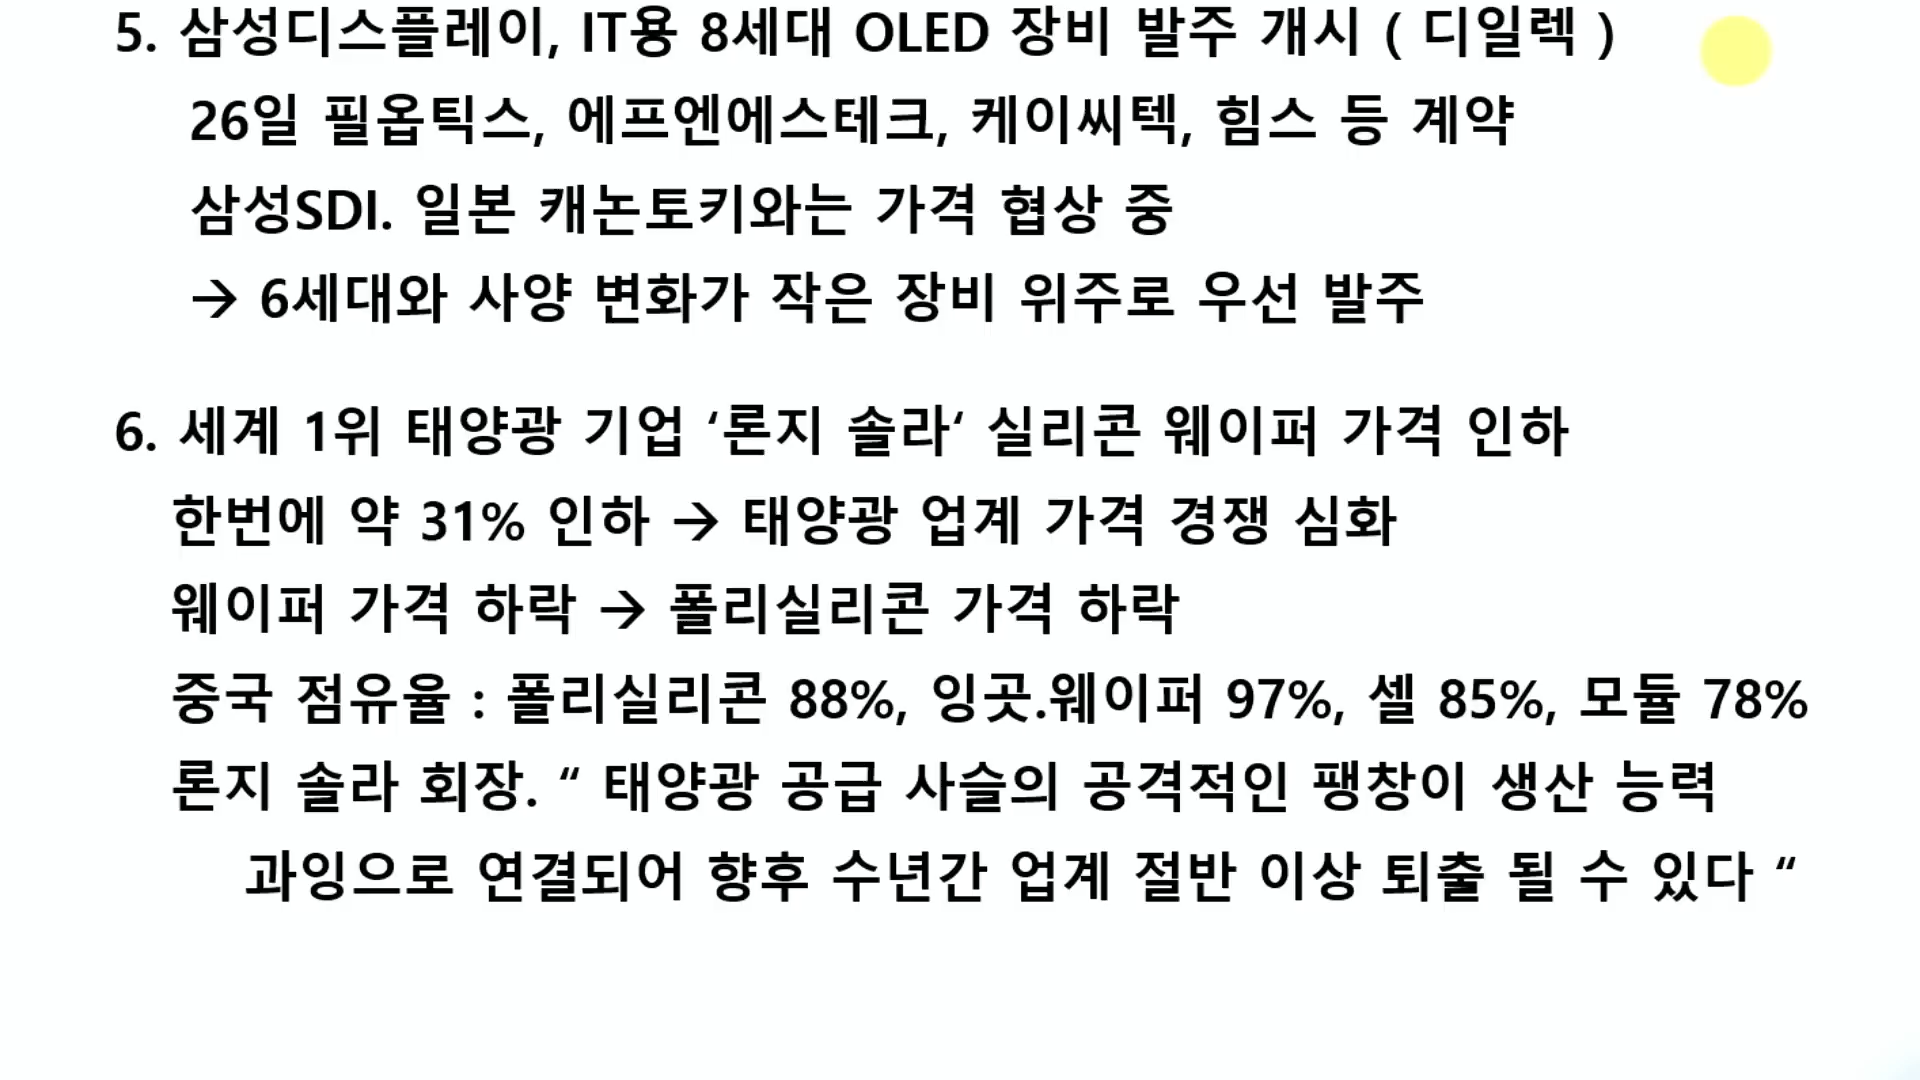 5. 삼성디스플레이, IT용 8세대 OLED 장비 발주 개시 ( 디일렉 )
26일 필옵틱스, 에프엔에스테크, 케이씨텍, 힘스 등 계약
삼성SDI. 일본 캐논토키와는 가격 협상 중
→ 6세대와 사양 변화가 작은 장비 위주로 우선 발주
6. 세계 1위 태양광 기업 ‘론지 솔라‘ 실리콘 웨이퍼 가격 인하
한번에 약 31% 인하 → 태양광 업계 가격 경쟁 심화
웨이퍼 가격 하락 → 폴리실리콘 가격 하락
중국 점유율 : 폴리실리콘 88%, 잉곳.웨이퍼 97%, 셀 85%, 모듈 78%
론지 솔라 회장. “ 태양광 공급 사슬의 공격적인 팽창이 생산 능력
과잉으로 연결되어 향후 수년간 업계 절반 이상 퇴출 될 수 있다 “